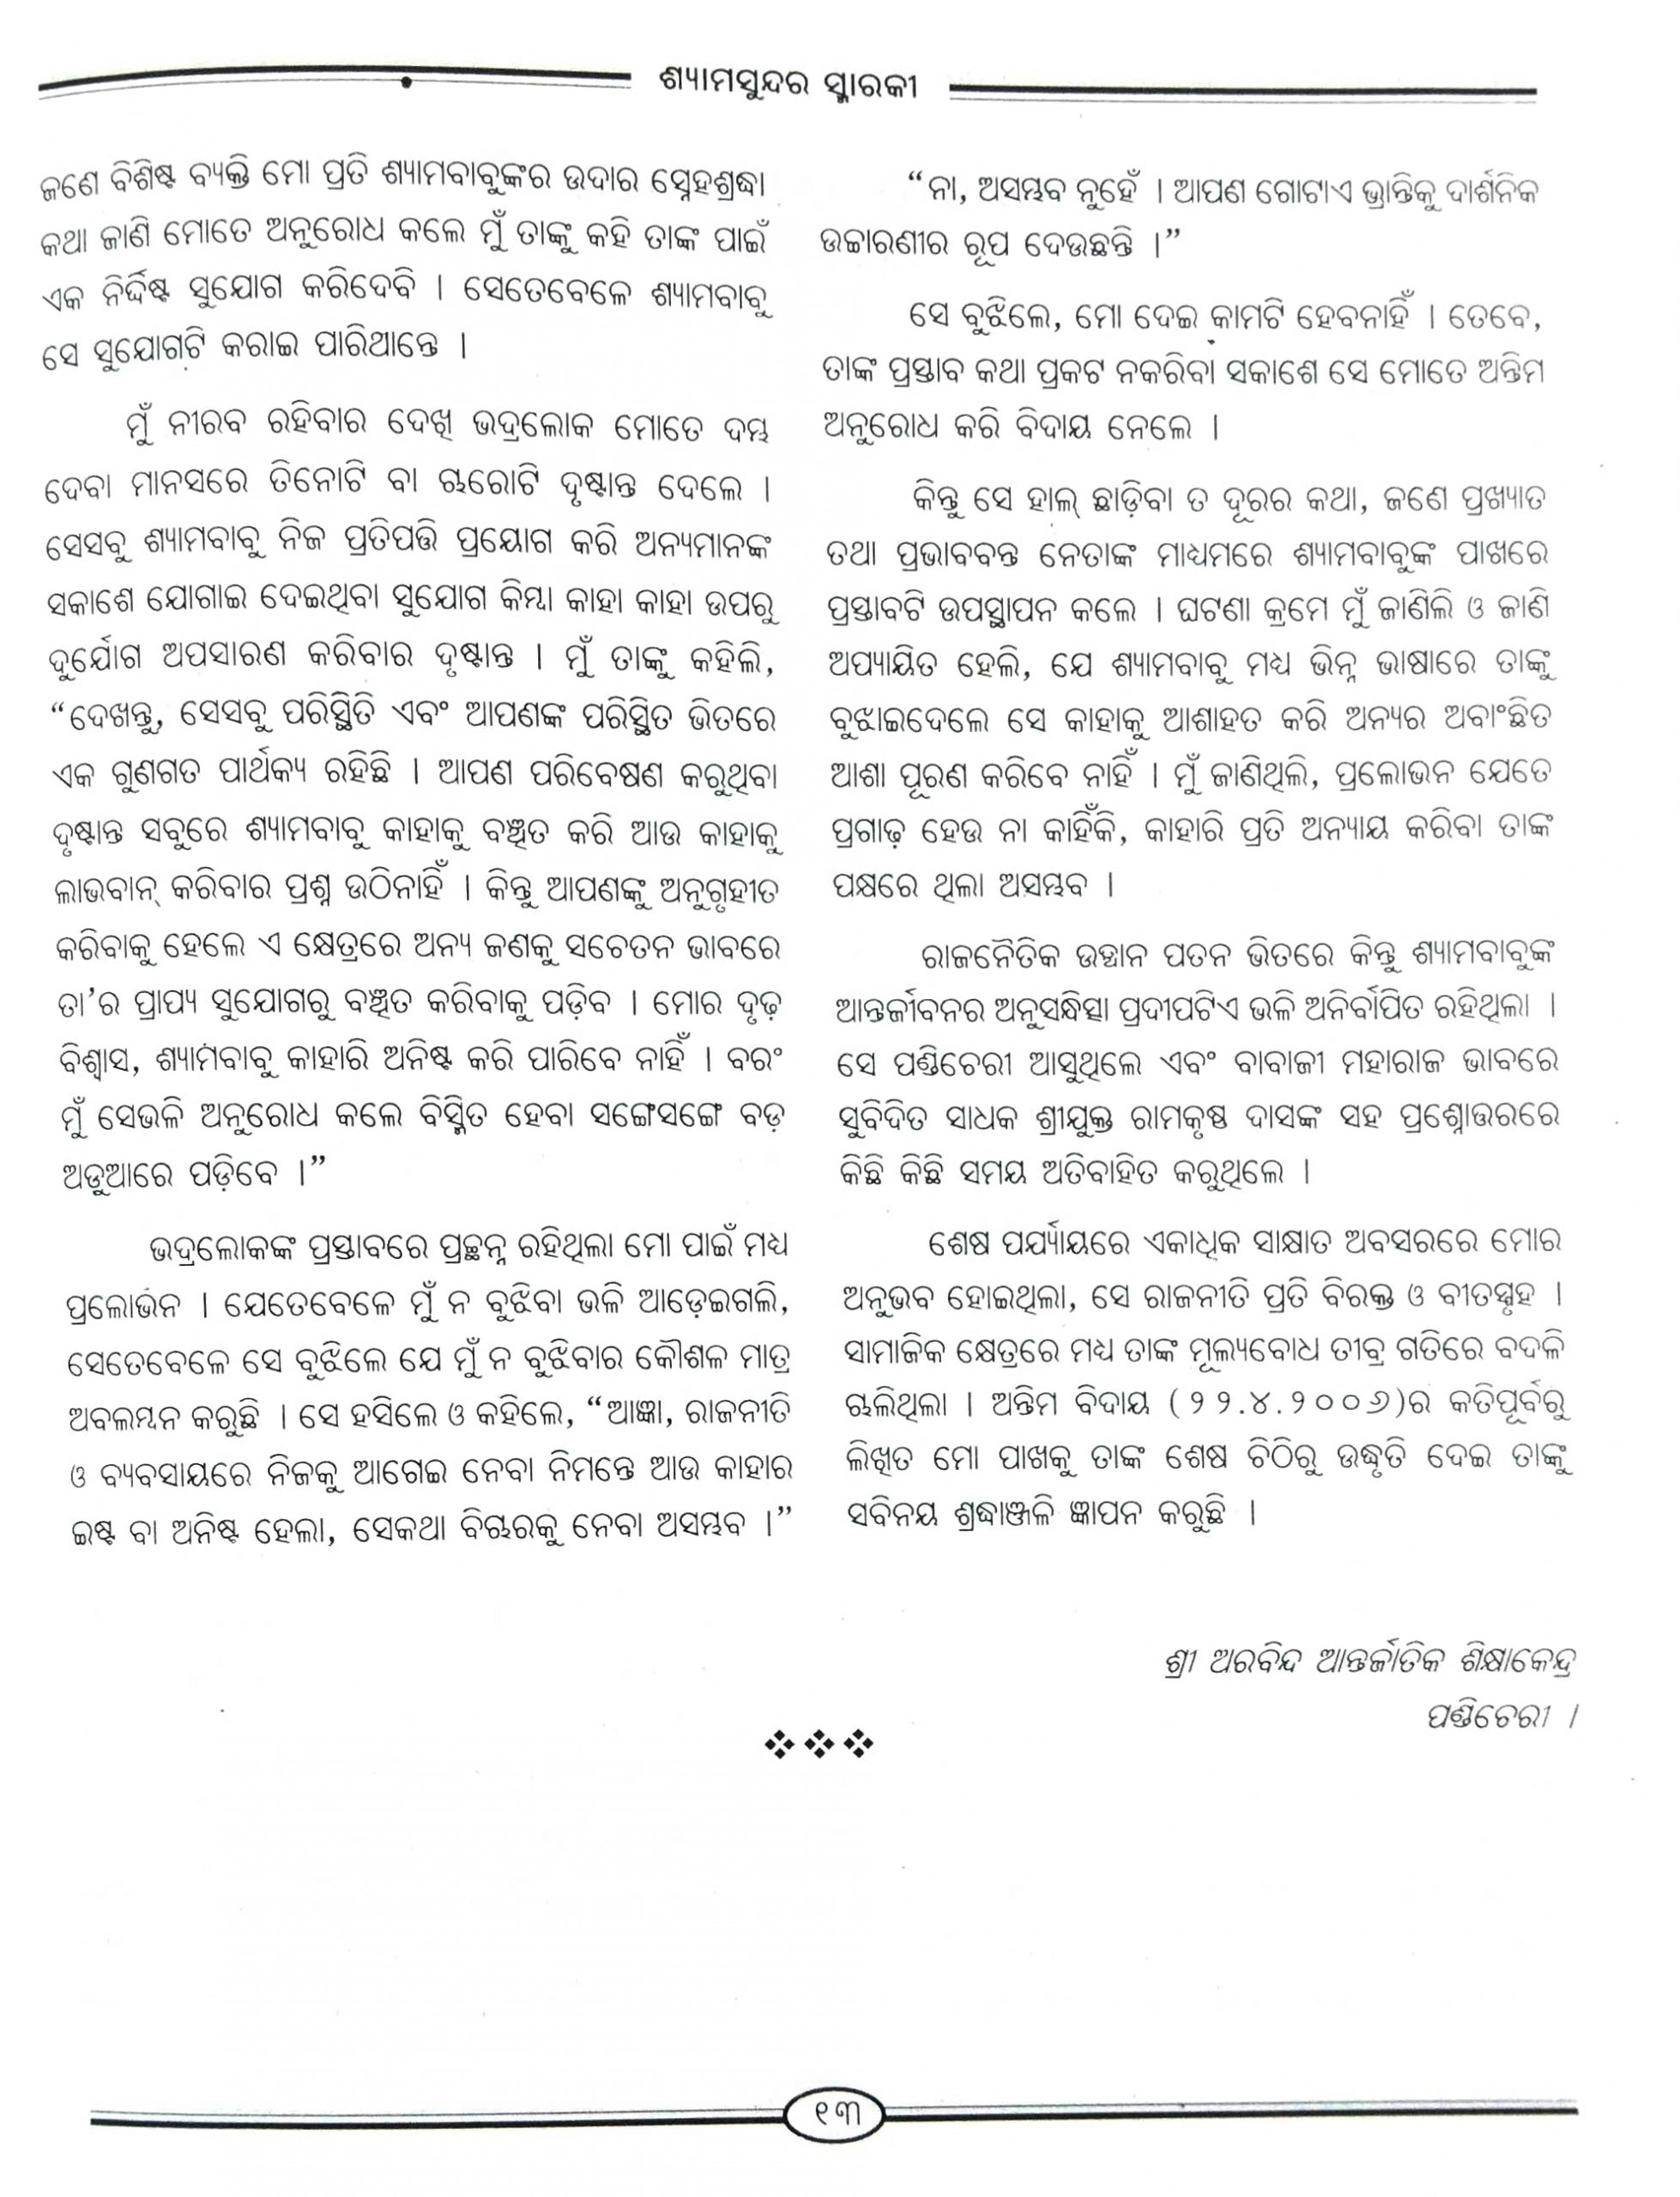 ଶ୍ୟାମସୁନ୍ଦର ସ୍ମାରକୀ
ଜଣେ ବିଶିଷ୍ଟ ବ୍ୟକ୍ତି ମୋ ପ୍ରତି ଶ୍ୟାମବାବୁଙ୍କର ଉଦାର ସ୍ନେହଶ୍ରଦ୍ଧା
କଥା ଜାଣି ମୋତେ ଅନୁରୋଧ କଲେ ମୁଁ ତାଙ୍କୁ କହି ତାଙ୍କ ପାଇଁ
ଏକ ନିର୍ଦ୍ଦିଷ୍ଟ ସୁଯୋଗ କରିଦେବି । ସେତେବେଳେ ଶ୍ୟାମବାବୁ
ସେ ସୁଯୋଗଟି କରାଇ ପାରିଥାନ୍ତେ ।
ମୁଁ ନୀରବ ରହିବାର ଦେଖି ଭଦ୍ରଲୋକ ମୋତେ ଦମ୍ଭ
ଦେବା ମାନସରେ ତିନୋଟି ବା ଚାରୋଟି ଦୃଷ୍ଟାନ୍ତ ଦେଲେ ।
ସେସବୁ ଶ୍ୟାମବାବୁ ନିଜ ପ୍ରତିପତ୍ତି ପ୍ରୟୋଗ କରି ଅନ୍ୟମାନଙ୍କ
ସକାଶେ ଯୋଗାଇ ଦେଇଥିବା ସୁଯୋଗ କିମ୍ବା କାହା କାହା ଉପରୁ
ଦୁର୍ଯୋଗ ଅପସାରଣ କରିବାର ଦୃଷ୍ଟାନ୍ତ । ମୁଁ ତାଙ୍କୁ କହିଲି,
“ଦେଖନ୍ତୁ, ସେସବୁ ପରିସ୍ଥିତି ଏବଂ ଆପଣଙ୍କ ପରିସ୍ଥିତ ଭିତରେ
ଏକ ଗୁଣଗତ ପାର୍ଥକ୍ୟ ରହିଛି । ଆପଣ ପରିବେଷଣ କରୁଥିବା
ଦୃଷ୍ଟାନ୍ତ ସବୁରେ ଶ୍ୟାମବାବୁ କାହାକୁ ବଞ୍ଚିତ କରି ଆଉ କାହାକୁ
ଲାଭବାନ୍ କରିବାର ପ୍ରଶ୍ନ ଉଠିନାହିଁ । କିନ୍ତୁ ଆପଣଙ୍କୁ ଅନୁଗୃହୀତ
କରିବାକୁ ହେଲେ ଏ କ୍ଷେତ୍ରରେ ଅନ୍ୟ ଜଣକୁ ସଚେତନ ଭାବରେ
ତା’ର ପ୍ରାପ୍ୟ ସୁଯୋଗରୁ ବଞ୍ଚିତ କରିବାକୁ ପଡ଼ିବ । ମୋର ଦୃଢ଼
ବିଶ୍ୱାସ, ଶ୍ୟାମବାବୁ କାହାରି ଅନିଷ୍ଟ କରି ପାରିବେ ନାହିଁ । ବରଂ
ମୁଁ ସେଭଳି ଅନୁରୋଧ କଲେ ବିସ୍ମିତ ହେବା ସଙ୍ଗେସଙ୍ଗେ ବଡ଼
ଅଡୁଆରେ ପଡ଼ିବେ ।”
ଭଦ୍ରଲୋକଙ୍କ ପ୍ରସ୍ତାବରେ ପ୍ରଚ୍ଛନ୍ନ ରହିଥିଲା ମୋ ପାଇଁ ମଧ୍ୟ
ପ୍ରଲୋଭନ । ଯେତେବେଳେ ମୁଁ ନ ବୁଝିବା ଭଳି ଆଡ଼େଇଗଲି,
ସେତେବେଳେ ସେ ବୁଝିଲେ ଯେ ମୁଁ ନ ବୁଝିବାର କୌଶଳ ମାତ୍ର
ଅବଲମ୍ବନ କରୁଛି । ସେ ହସିଲେ ଓ କହିଲେ, “ଆଜ୍ଞା, ରାଜନୀତି
ଓ ବ୍ୟବସାୟରେ ନିଜକୁ ଆଗେଇ ନେବା ନିମନ୍ତେ ଆଉ କାହାର
ଇଷ୍ଟ ବା ଅନିଷ୍ଟ ହେଲା, ସେକଥା ବିଚାରକୁ ନେବା ଅସମ୍ଭବ ।”
“ନା, ଅସମ୍ଭବ ନୁହେଁ । ଆପଣ ଗୋଟାଏ ଭ୍ରାନ୍ତିକୁ ଦାର୍ଶନିକ
ଉଚ୍ଚାରଣୀର ରୂପ ଦେଉଛନ୍ତି ।”
ସେ ବୁଝିଲେ, ମୋ ଦେଇ କାମଟି ହେବନାହିଁ । ତେବେ,
ତାଙ୍କ ପ୍ରସ୍ତାବ କଥା ପ୍ରକଟ ନକରିବା ସକାଶେ ସେ ମୋତେ ଅନ୍ତିମ
ଅନୁରୋଧ କରି ବିଦାୟ ନେଲେ ।
କିନ୍ତୁ ସେ ହାଲ୍ ଛାଡ଼ିବା ତ ଦୂରର କଥା, ଜଣେ ପ୍ରଖ୍ୟାତ
ତଥା ପ୍ରଭାବବନ୍ତ ନେତାଙ୍କ ମାଧ୍ୟମରେ ଶ୍ୟାମବାବୁଙ୍କ ପାଖରେ
ପ୍ରସ୍ତାବଟି ଉପସ୍ଥାପନ କଲେ । ଘଟଣା କ୍ରମେ ମୁଁ ଜାଣିଲି ଓ ଜାଣି
ଅପ୍ୟାୟିତ ହେଲି, ଯେ ଶ୍ୟାମବାବୁ ମଧ୍ୟ ଭିନ୍ନ ଭାଷାରେ ତାଙ୍କୁ
ବୁଝାଇଦେଲେ ସେ କାହାକୁ ଆଶାହତ କରି ଅନ୍ୟର ଅବାଂଛିତ
ଆଶା ପୂରଣ କରିବେ ନାହିଁ । ମୁଁ ଜାଣିଥିଲି, ପ୍ରଲୋଭନ ଯେତେ
ପ୍ରଗାଢ଼ ହେଉ ନା କାହିଁକି, କାହାରି ପ୍ରତି ଅନ୍ୟାୟ କରିବା ତାଙ୍କ
ପକ୍ଷରେ ଥିଲା ଅସମ୍ଭବ ।
ରାଜନୈତିକ ଉତ୍ଥାନ ପତନ ଭିତରେ କିନ୍ତୁ ଶ୍ୟାମବାବୁଙ୍କ
ଆନ୍ତର୍ଜୀବନର ଅନୁସନ୍ଧିତ୍ସା ପ୍ରଦୀପଟିଏ ଭଳି ଅନିର୍ବାପିତ ରହିଥିଲା ।
ସେ ପଣ୍ଡିଚେରୀ ଆସୁଥିଲେ ଏବଂ ବାବାଜୀ ମହାରାଜ ଭାବରେ
ସୁବିଦିତ ସାଧକ ଶ୍ରୀଯୁକ୍ତ ରାମକୃଷ୍ଣ ଦାସଙ୍କ ସହ ପ୍ରଶ୍ନୋତ୍ତରରେ
କିଛି କିଛି ସମୟ ଅତିବାହିତ କରୁଥିଲେ ।
ଶେଷ ପର୍ଯ୍ୟାୟରେ ଏକାଧିକ ସାକ୍ଷାତ ଅବସରରେ ମୋର
ଅନୁଭବ ହୋଇଥିଲା, ସେ ରାଜନୀତି ପ୍ରତି ବିରକ୍ତ ଓ ବୀତସ୍ପୃହ ।
ସାମାଜିକ କ୍ଷେତ୍ରରେ ମଧ୍ୟ ତାଙ୍କ ମୂଲ୍ୟବୋଧ ତୀବ୍ର ଗତିରେ ବଦଳି
ଚାଲିଥିଲା । ଅନ୍ତିମ ବିଦାୟ (୨୨.୪.୨୦୦୬)ର କତିପୂର୍ବରୁ
ଲିଖିତ ମୋ ପାଖକୁ ତାଙ୍କ ଶେଷ ଚିଠିରୁ ଉଦ୍ଧୃତି ଦେଇ ତାଙ୍କୁ
ସବିନୟ ଶ୍ରଦ୍ଧାଞ୍ଜଳି ଜ୍ଞାପନ କରୁଛି ।
ଶ୍ରୀ ଅରବିନ୍ଦ ଆନ୍ତର୍ଜାତିକ ଶିକ୍ଷାକେନ୍ଦ୍ର
ପଣ୍ଡିଚେରୀ ।
୧୩